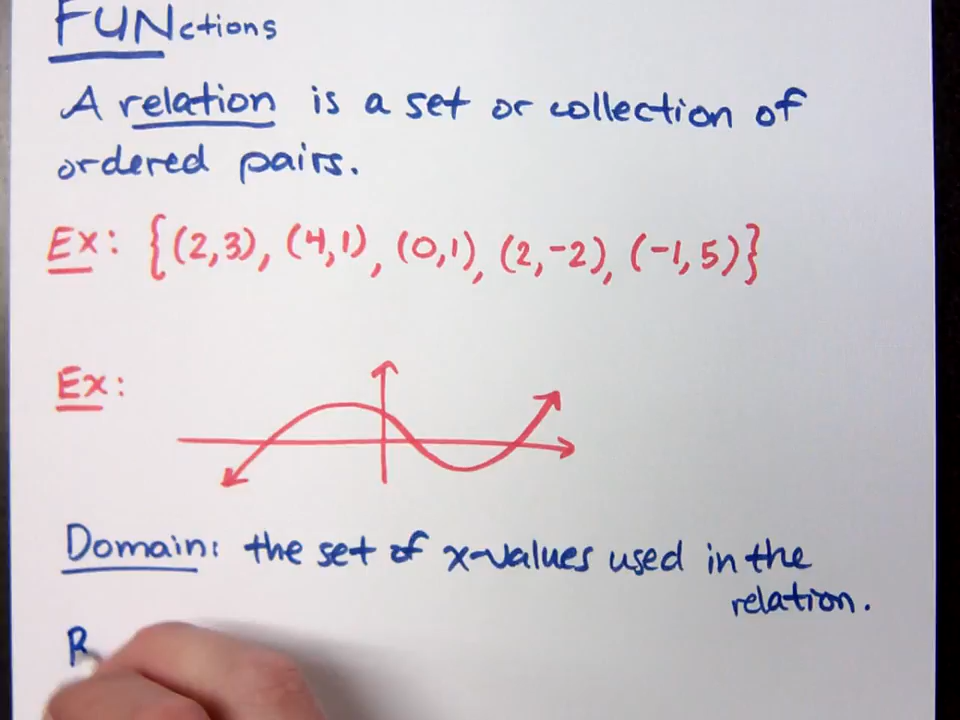 FUNctions
A relation is a set or collection of
ordered pairs.
Ex: {(2,3), (4,1), (0,1), (2,-2), (-1,5)}
Ex:
Domain: the set of x-values used in the
relation.